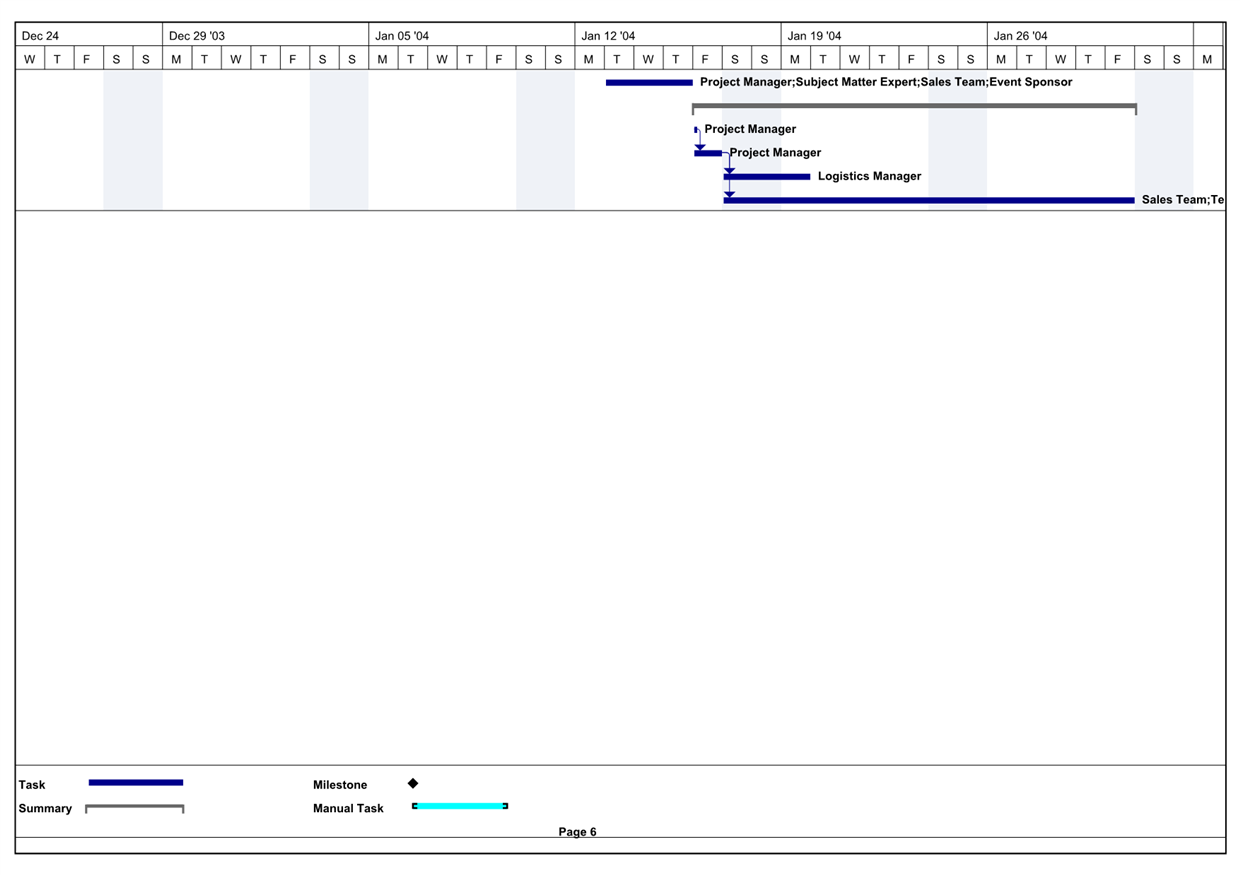 Dec 24 Dec 29 '03 Jan 05 '04 Jan 12 '04 Jan 19 '04 Jan 26 '04
W T F S S M T W T F S S M T W T F S S M T W T F S S M T W T F S S M T W T F S S M
Project Manager;Subject Matter Expert;Sales Team;Event Sponsor
Project Manager
Project Manager
Logistics Manager
Sales Team;Te
Task Milestone
Summary Manual Task
Page 6